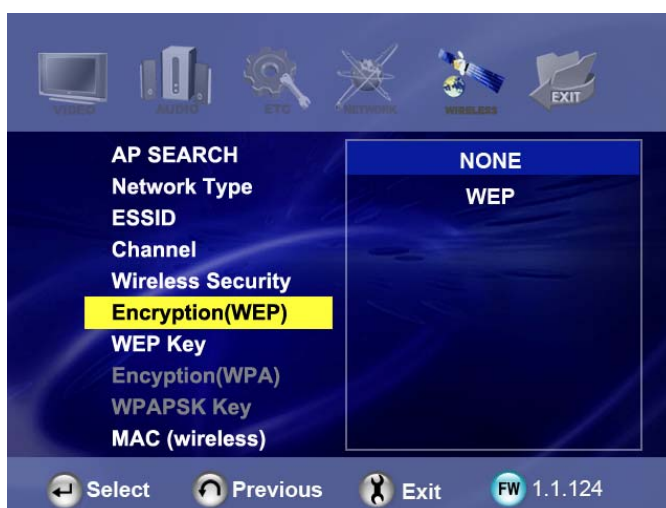 VIDEO AUDIO ETC NETWORK WIRELESS EXIT
AP SEARCH
Network Type
ESSID
Channel
Wireless Security
Encryption(WEP)
WEP Key
Encyption(WPA)
WPAPSK Key
MAC (wireless)
NONE
WEP
Select Previous Exit FW 1.1.124